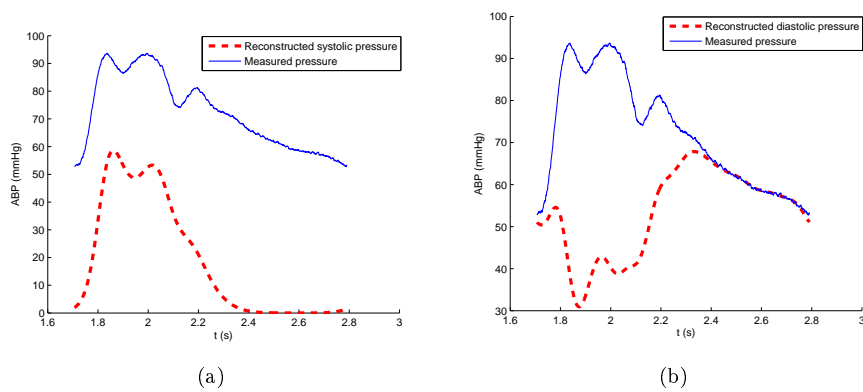 100
90
80
70
60
50
40
30
20
10
0
ABP (mmHg)
Reconstructed systolic pressure
Measured pressure
1.6 1.8 2 2.2 2.4 2.6 2.8 3
t (s)
(a)
100
90
80
70
60
50
40
30
ABP (mmHg)
Reconstructed diastolic pressure
Measured pressure
1.6 1.8 2 2.2 2.4 2.6 2.8 3
t (s)
(b)